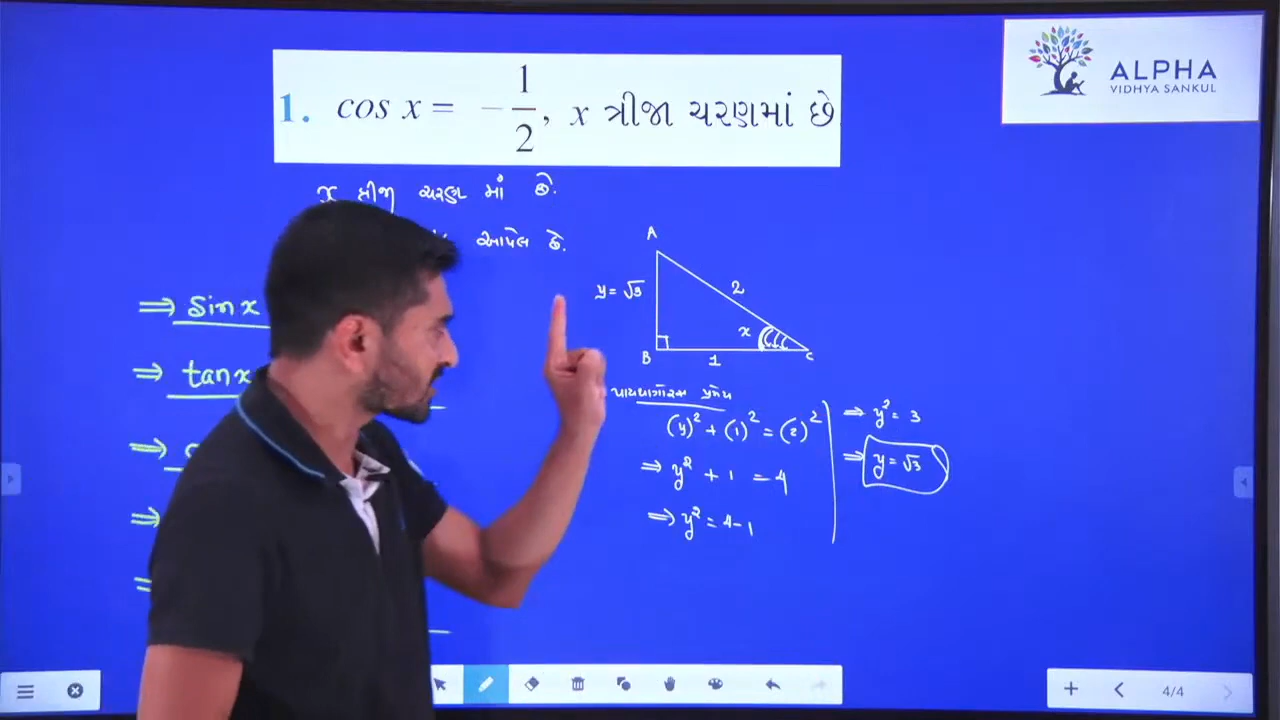 1. cos x = - 1/2, x ત્રીજા ચરણમાં છે
ALPHA
VIDHYA SANKUL
x ત્રીજા ચરણ માં છે.
આપેલ છે.
⇒ sin x
⇒ tan x
⇒
⇒
⇒
A
y = √3
2
x
B
1
C
પાયથાગોરસ પ્રમેય
(y)² + (1)² = (2)²
⇒ y² + 1 = 4
⇒ y² = 4-1
⇒ y² = 3
⇒ y = √3
4/4